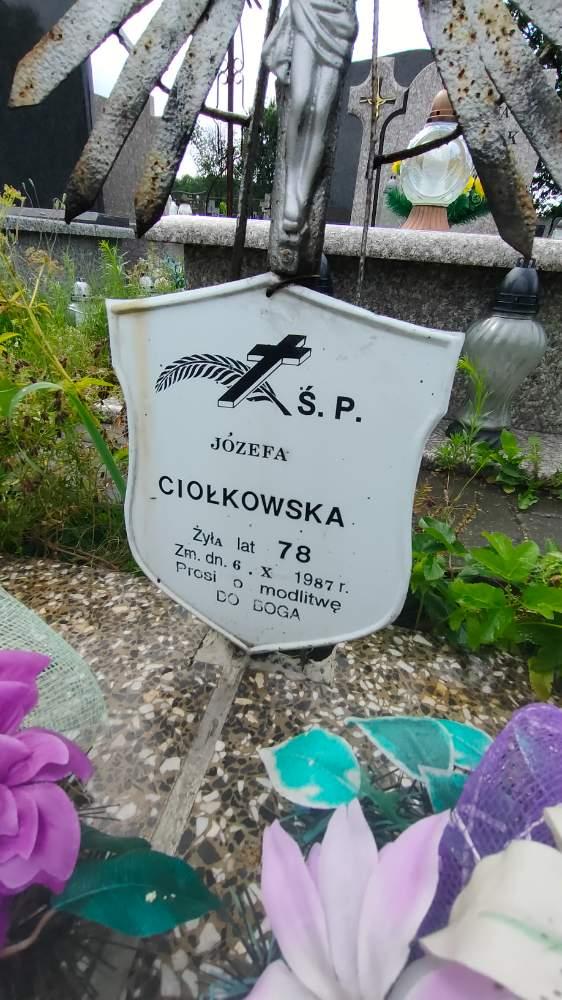 Ś. P.
JÓZEFA
CIOŁKOWSKA
Żyła lat 78
Zm. dn. 6. X 1987 r.
Prosi o modlitwę
DO BOGA